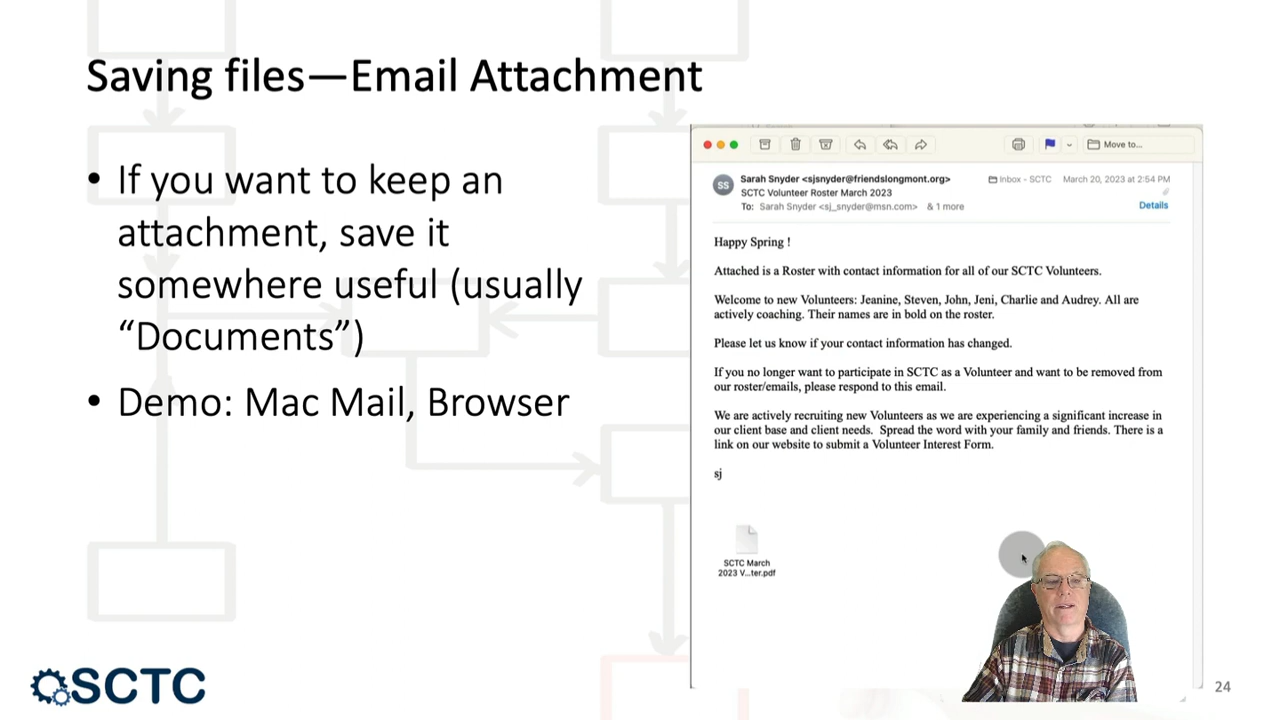 Saving files—Email Attachment
• If you want to keep an
attachment, save it
somewhere useful (usually
“Documents”)
• Demo: Mac Mail, Browser
Move to...
SS
Sarah Snyder <sjsnyder@friendslongmont.org>
Inbox - SCTC March 20, 2023 at 2:54 PM
SCTC Volunteer Roster March 2023
To: Sarah Snyder <sj_snyder@msn.com> & 1 more
Details
Happy Spring !
Attached is a Roster with contact information for all of our SCTC Volunteers.
Welcome to new Volunteers: Jeanine, Steven, John, Jeni, Charlie and Audrey. All are
actively coaching. Their names are in bold on the roster.
Please let us know if your contact information has changed.
If you no longer want to participate in SCTC as a Volunteer and want to be removed from
our roster/emails, please respond to this email.
We are actively recruiting new Volunteers as we are experiencing a significant increase in
our client base and client needs. Spread the word with your family and friends. There is a
link on our website to submit a Volunteer Interest Form.
sj
SCTC March
2023 V...ter.pdf
SCTC
24